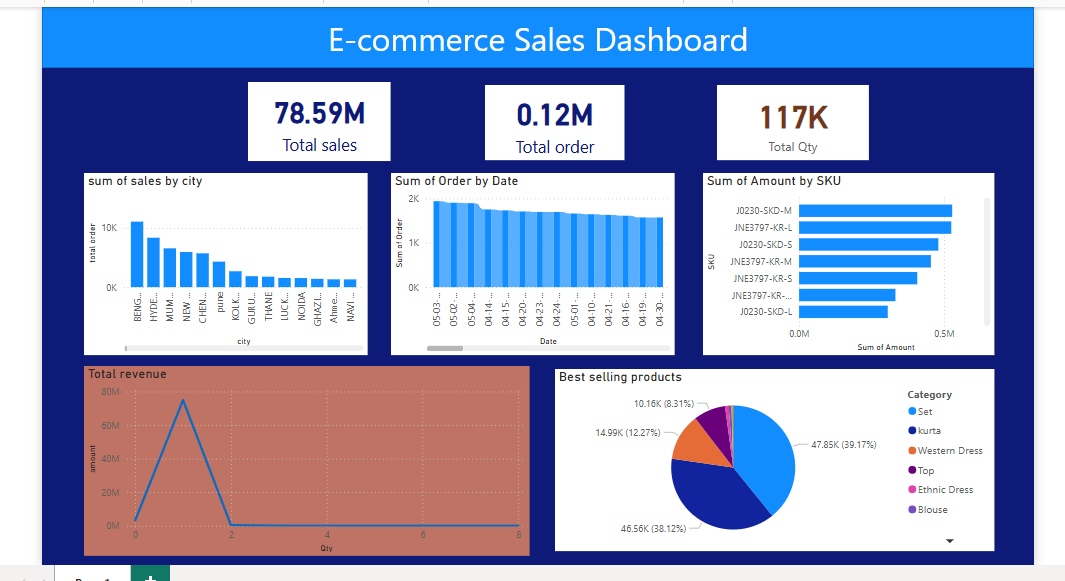 E-commerce Sales Dashboard
78.59M
Total sales
0.12M
Total order
117K
Total Qty
sum of sales by city
total order
10K
0K
BENG...
HYDE...
MUM...
NEW ...
CHEN...
pune
KOLK...
GURU...
THANE
LUCK...
NOIDA
GHAZI...
Ahme...
NAVI ...
city
Sum of Order by Date
Sum of Order
2K
1K
0K
05-03-...
05-02-...
05-04-...
04-14-...
04-15-...
04-20-...
04-23-...
04-24-...
05-01-...
04-10-...
04-21-...
04-16-...
04-19-...
04-30-...
Date
Sum of Amount by SKU
SKU
J0230-SKD-M
JNE3797-KR-L
J0230-SKD-S
JNE3797-KR-M
JNE3797-KR-S
JNE3797-KR-...
J0230-SKD-L
0.0M
0.5M
Sum of Amount
Total revenue
amount
80M
60M
40M
20M
0M
0
2
4
6
8
Qty
Best selling products
10.16K (8.31%)
14.99K (12.27%)
47.85K (39.17%)
46.56K (38.12%)
Category
Set
kurta
Western Dress
Top
Ethnic Dress
Blouse